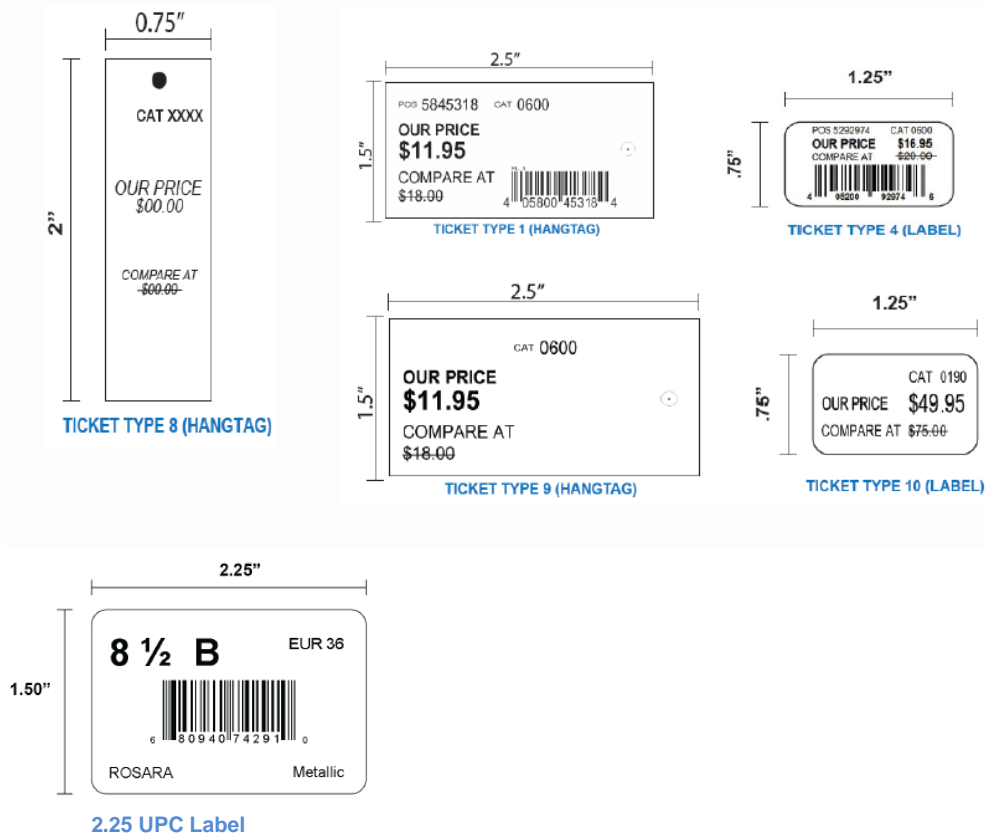 0.75"
2"
CAT XXXX
OUR PRICE
$00.00
COMPARE AT
$00.00
TICKET TYPE 8 (HANGTAG)
2.5"
1.5"
POS 5845318 CAT 0600
OUR PRICE
$11.95
COMPARE AT
$18.00
4 05800 45318 4
TICKET TYPE 1 (HANGTAG)
1.25"
.75"
POS 5292974 CAT 0600
OUR PRICE $16.95
COMPARE AT $20.00
4 05200 02974 6
TICKET TYPE 4 (LABEL)
2.5"
1.5"
CAT 0600
OUR PRICE
$11.95
COMPARE AT
$18.00
TICKET TYPE 9 (HANGTAG)
1.25"
.75"
CAT 0190
OUR PRICE $49.95
COMPARE AT $75.00
TICKET TYPE 10 (LABEL)
2.25”
1.50”
8 ½ B EUR 36
6 80940 74291 0
ROSARA Metallic
2.25 UPC Label